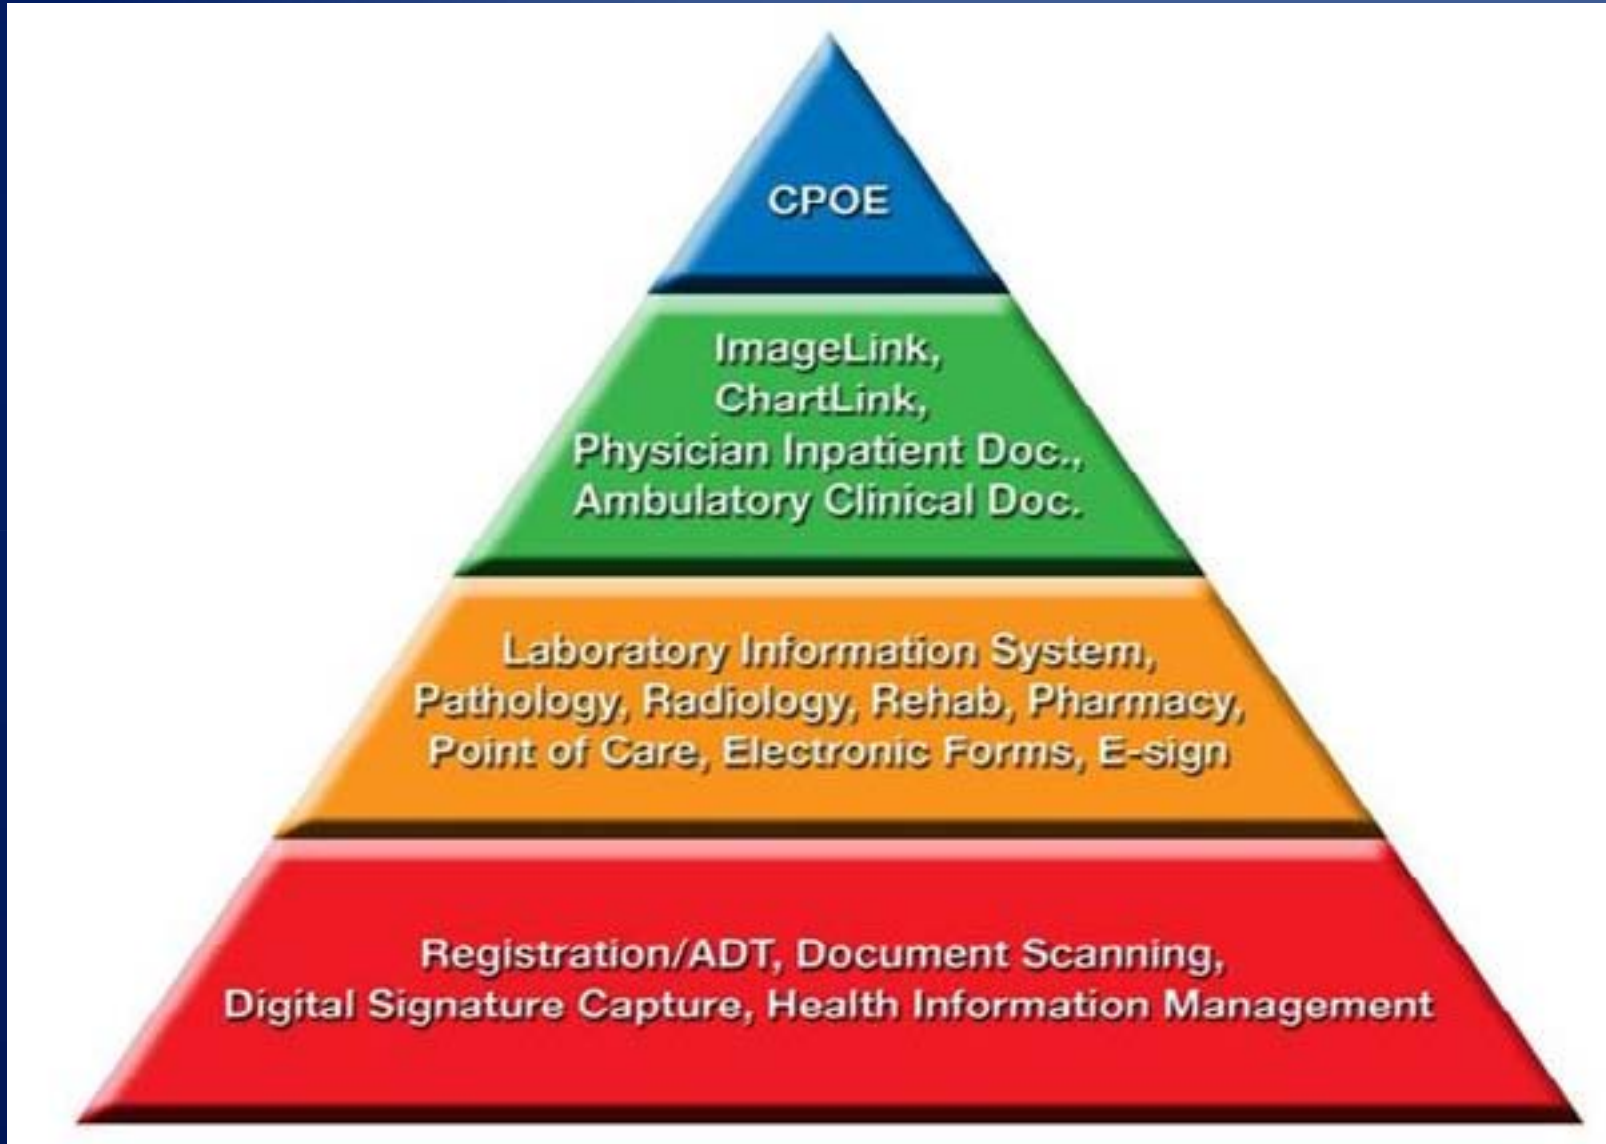 CPOE
ImageLink,
ChartLink,
Physician Inpatient Doc.,
Ambulatory Clinical Doc.
Laboratory Information System,
Pathology, Radiology, Rehab, Pharmacy,
Point of Care, Electronic Forms, E-sign
Registration/ADT, Document Scanning,
Digital Signature Capture, Health Information Management